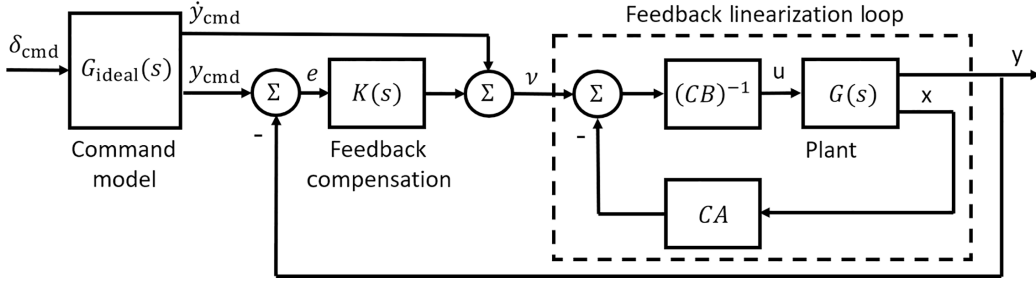 Feedback linearization loop
δ_cmd
G_ideal(s)
ẏ_cmd
y_cmd
Σ
-
e
K(s)
Σ
ν
Σ
-
(CB)⁻¹
u
G(s)
y
x
Command
model
Feedback
compensation
Plant
CA